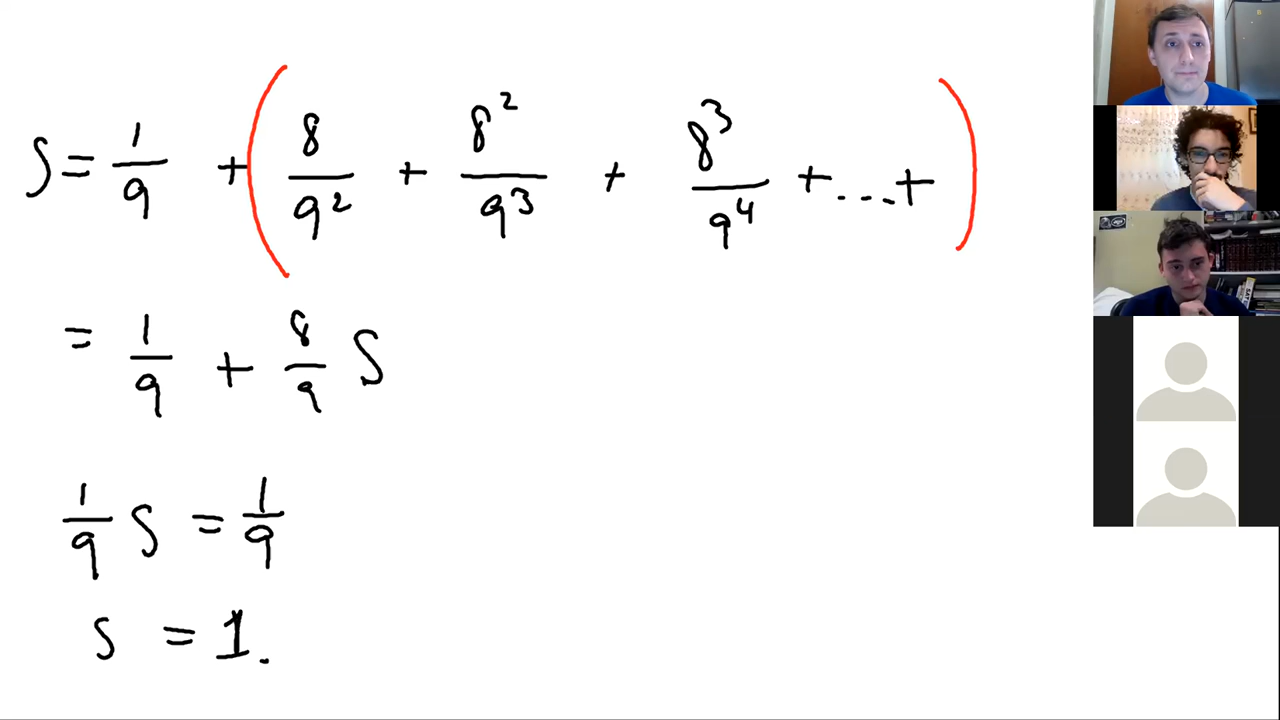 S = 1/9 + ( 8/9² + 8²/9³ + 8³/9⁴ + ... + )
= 1/9 + 8/9 S
1/9 S = 1/9
S = 1.